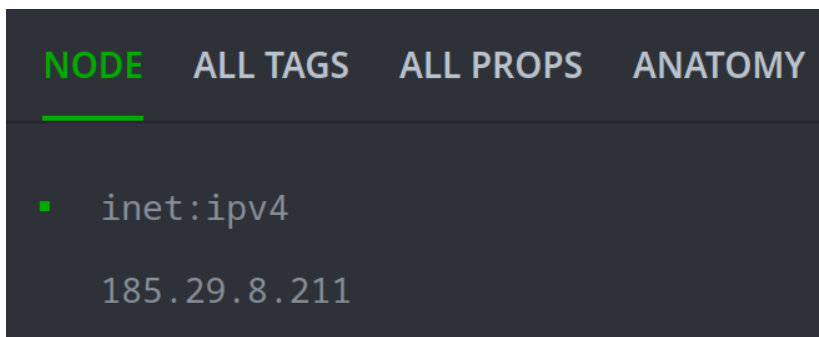 NODE ALL TAGS ALL PROPS ANATOMY
inet:ipv4
185.29.8.211